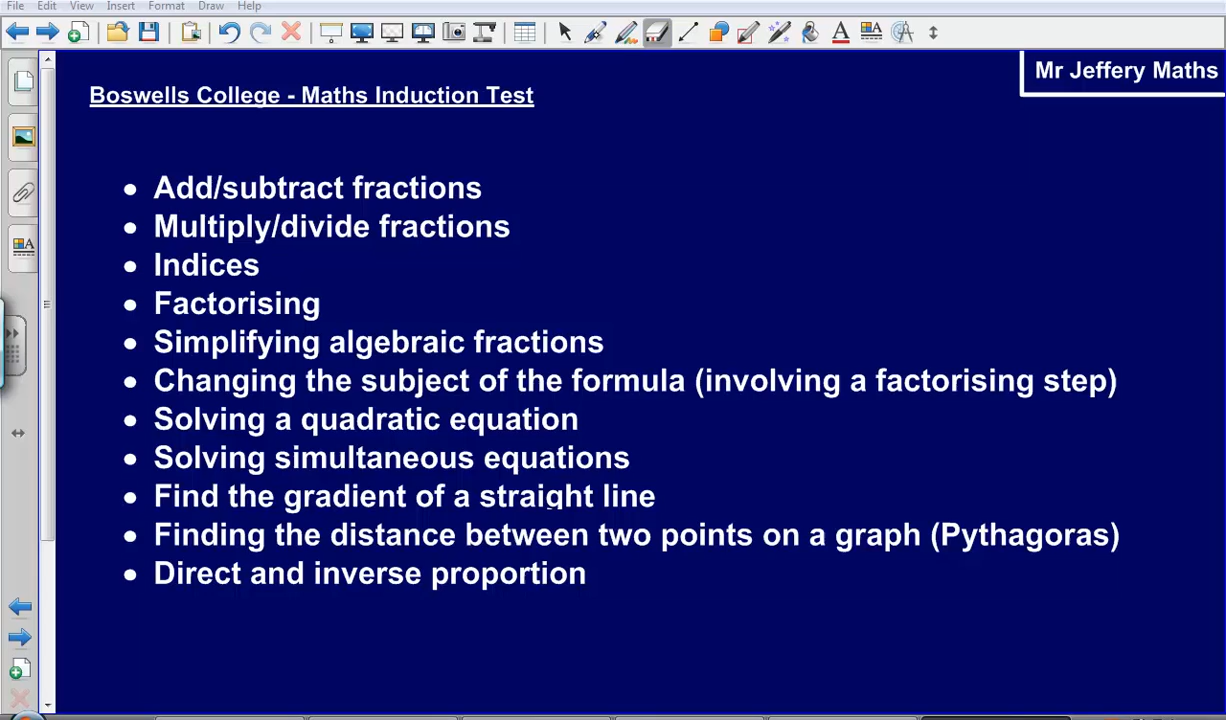 File Edit View Insert Format Draw Help
Mr Jeffery Maths
Boswells College - Maths Induction Test
• Add/subtract fractions
• Multiply/divide fractions
• Indices
• Factorising
• Simplifying algebraic fractions
• Changing the subject of the formula (involving a factorising step)
• Solving a quadratic equation
• Solving simultaneous equations
• Find the gradient of a straight line
• Finding the distance between two points on a graph (Pythagoras)
• Direct and inverse proportion